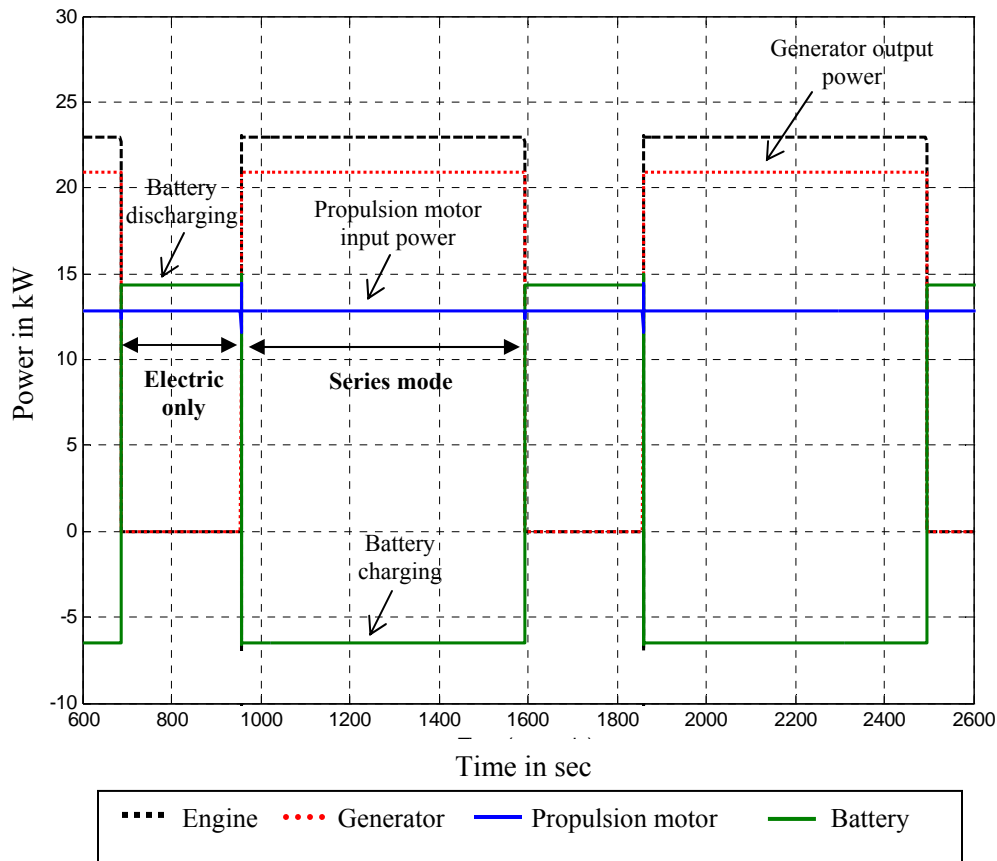 30
25
20
15
10
5
0
-5
-10
Power in kW
Generator output
power
Battery
discharging
Propulsion motor
input power
Electric
only
Series mode
Battery
charging
600 800 1000 1200 1400 1600 1800 2000 2200 2400 2600
Time in sec
Engine Generator Propulsion motor Battery